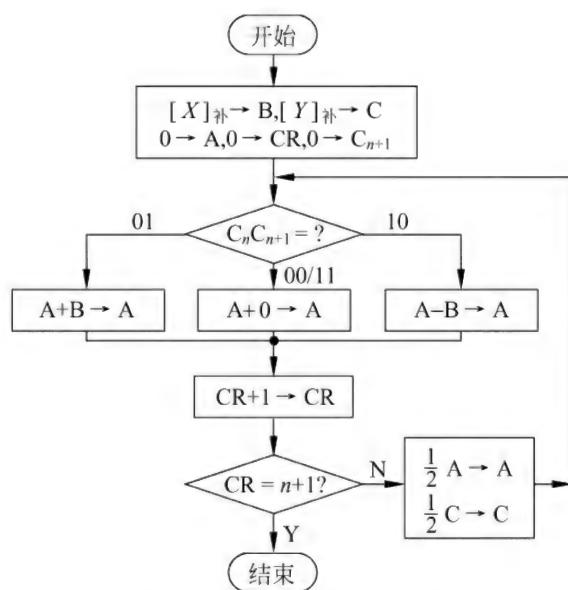 开始
[X]补→B,[Y]补→C
0→A,0→CR,0→Cn+1
CnCn+1=?
01
10
00/11
A+B→A
A+0→A
A−B→A
CR+1→CR
CR=n+1?
N
Y
1/2 A→A
1/2 C→C
结束